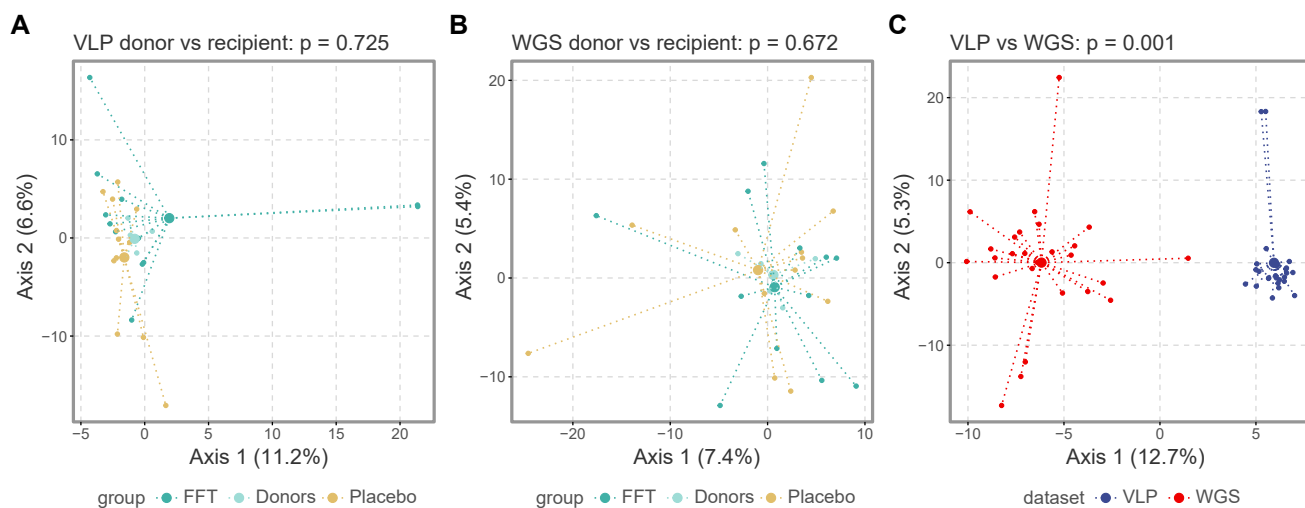 A
VLP donor vs recipient: p = 0.725
10
0
−10
−5
0
5
10
15
20
Axis 2 (6.6%)
Axis 1 (11.2%)
group FFT Donors Placebo
B
WGS donor vs recipient: p = 0.672
20
10
0
−10
−20
−10
0
10
Axis 2 (5.4%)
Axis 1 (7.4%)
group FFT Donors Placebo
C
VLP vs WGS: p = 0.001
20
10
0
−10
−10
−5
0
5
Axis 2 (5.3%)
Axis 1 (12.7%)
dataset VLP WGS